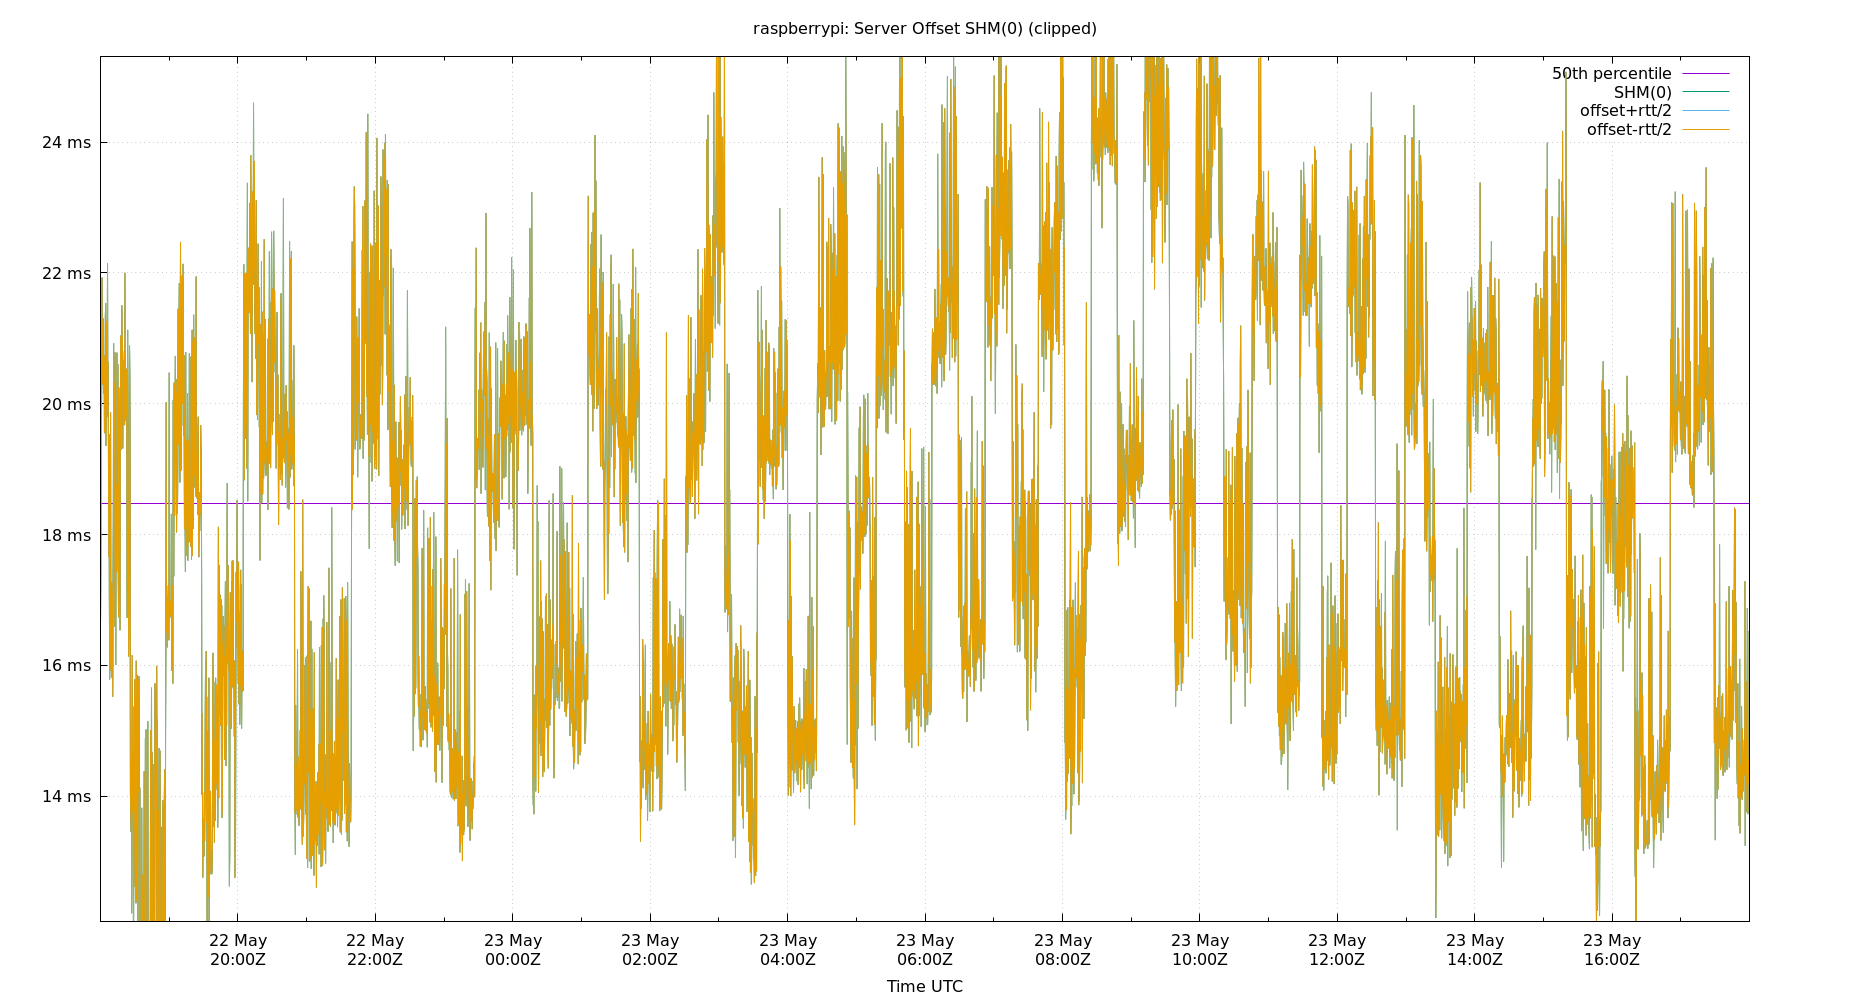 raspberrypi: Server Offset SHM(0) (clipped)
50th percentile
SHM(0)
offset+rtt/2
offset-rtt/2
24 ms
22 ms
20 ms
18 ms
16 ms
14 ms
22 May 22 May 23 May 23 May 23 May 23 May 23 May 23 May 23 May 23 May 23 May
20:00Z 22:00Z 00:00Z 02:00Z 04:00Z 06:00Z 08:00Z 10:00Z 12:00Z 14:00Z 16:00Z
Time UTC